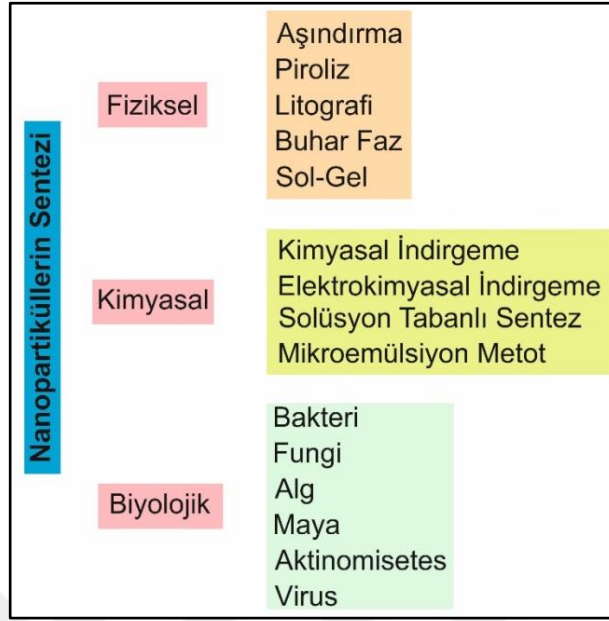 Nanopartiküllerin Sentezi
Fiziksel
Aşındırma
Piroliz
Litografi
Buhar Faz
Sol-Gel
Kimyasal
Kimyasal İndirgeme
Elektrokimyasal İndirgeme
Solüsyon Tabanlı Sentez
Mikroemülsiyon Metot
Biyolojik
Bakteri
Fungi
Alg
Maya
Aktinomisetes
Virus